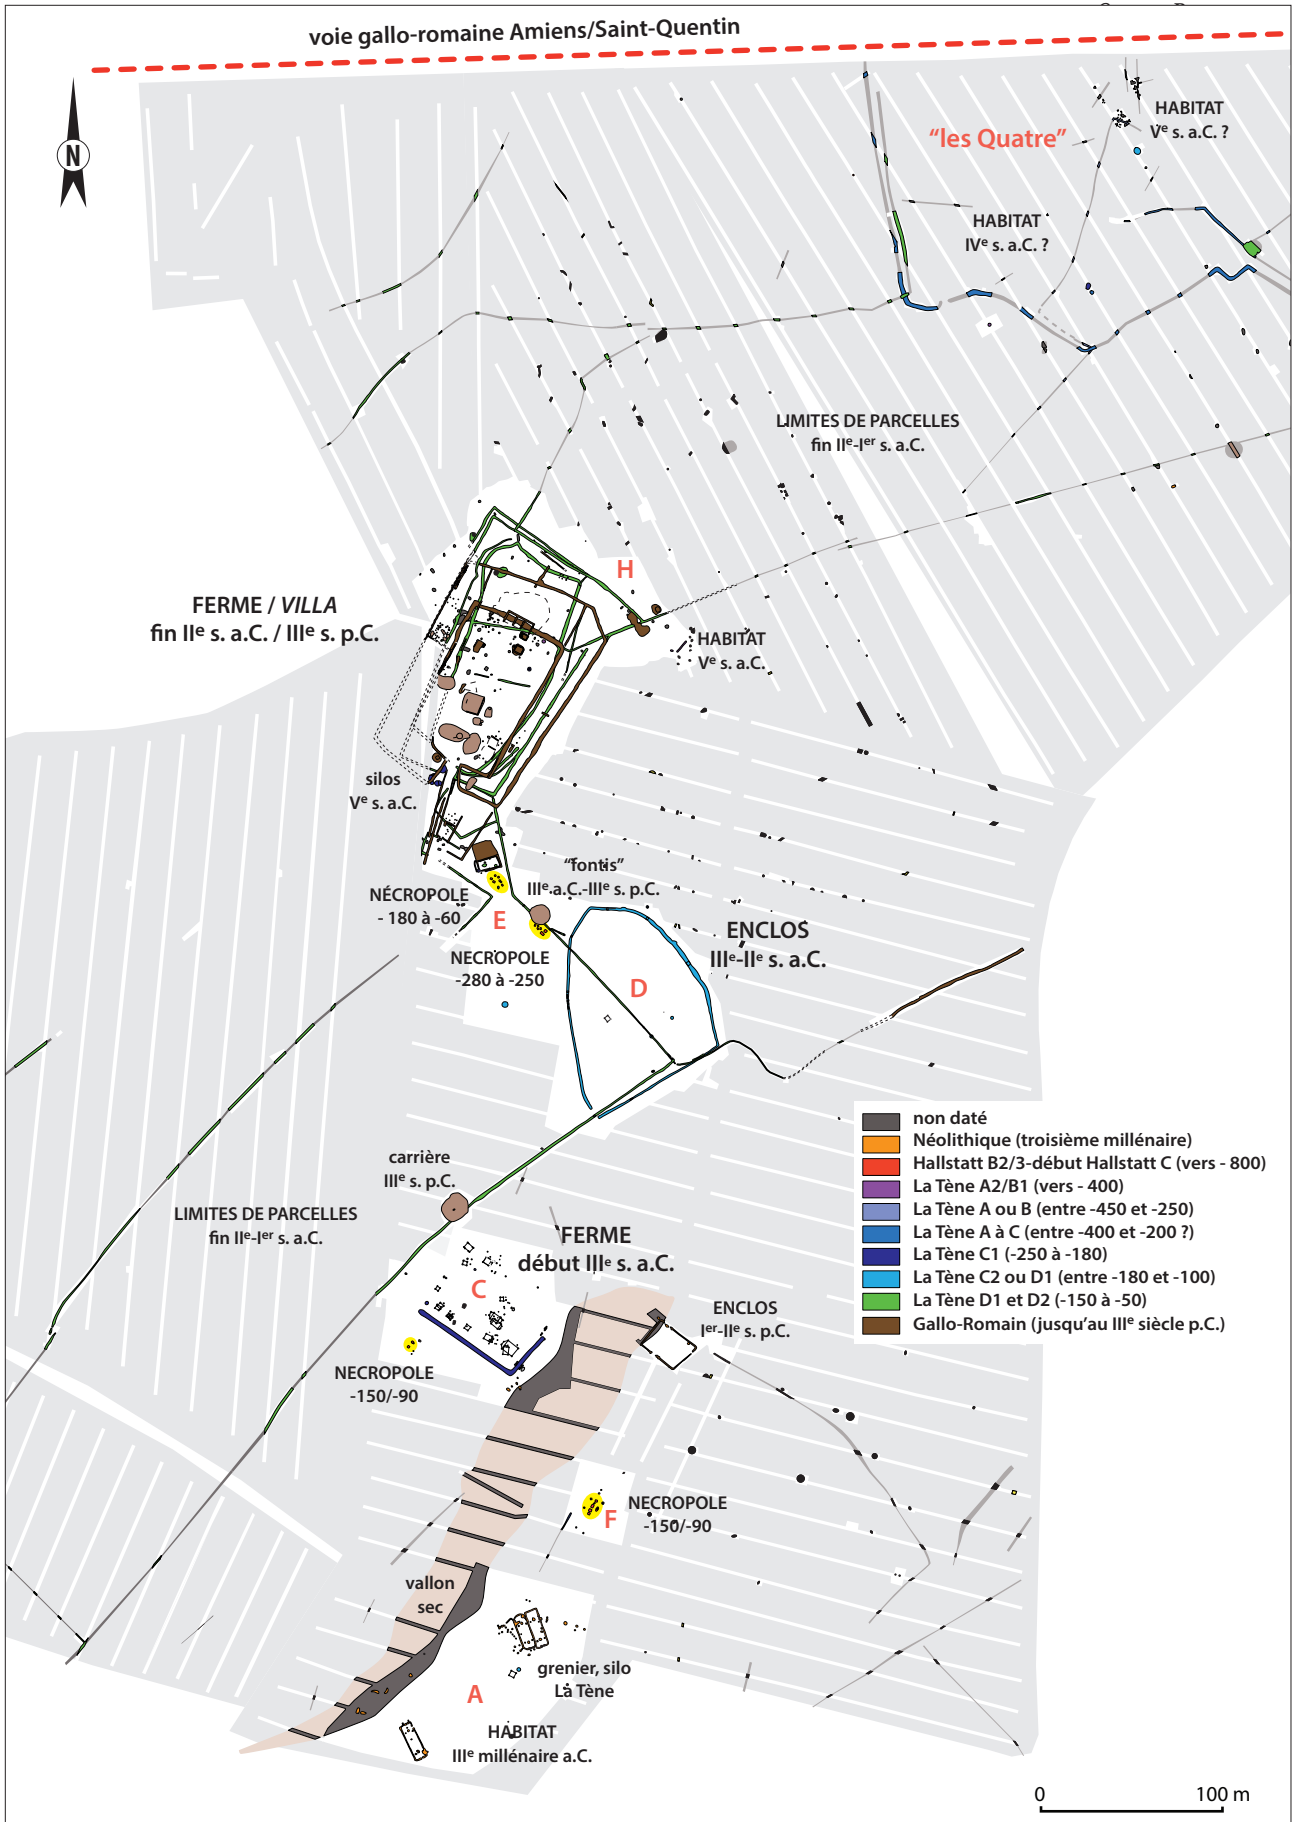 voie gallo-romaine Amiens/Saint-Quentin
N
HABITAT
Ve s. a.C. ?
“les Quatre”
HABITAT
IVe s. a.C. ?
LIMITES DE PARCELLES
fin IIe-Ier s. a.C.
H
FERME / VILLA
fin IIe s. a.C. / IIIe s. p.C.
HABITAT
Ve s. a.C.
silos
Ve s. a.C.
“fontis”
IIIe.a.C.-IIIe s. p.C.
NÉCROPOLE
- 180 à -60
E
NECROPOLE
-280 à -250
ENCLOS
IIIe-IIe s. a.C.
D
non daté
Néolithique (troisième millénaire)
Hallstatt B2/3-début Hallstatt C (vers - 800)
La Tène A2/B1 (vers - 400)
La Tène A ou B (entre -450 et -250)
La Tène A à C (entre -400 et -200 ?)
La Tène C1 (-250 à -180)
La Tène C2 ou D1 (entre -180 et -100)
La Tène D1 et D2 (-150 à -50)
Gallo-Romain (jusqu’au IIIe siècle p.C.)
carrière
IIIe s. p.C.
LIMITES DE PARCELLES
fin IIe-Ier s. a.C.
FERME
début IIIe s. a.C.
C
ENCLOS
Ier-IIe s. p.C.
NECROPOLE
-150/-90
NECROPOLE
-150/-90
F
vallon
sec
grenier, silo
La Tène
A
HABITAT
IIIe millénaire a.C.
0 100 m